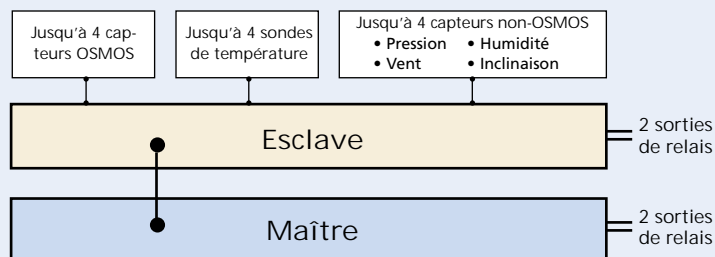 Jusqu'à 4 cap-
teurs OSMOS
Jusqu'à 4 sondes
de température
Jusqu'à 4 capteurs non-OSMOS
• Pression • Humidité
• Vent • Inclinaison
Esclave
2 sorties
de relais
Maître
2 sorties
de relais